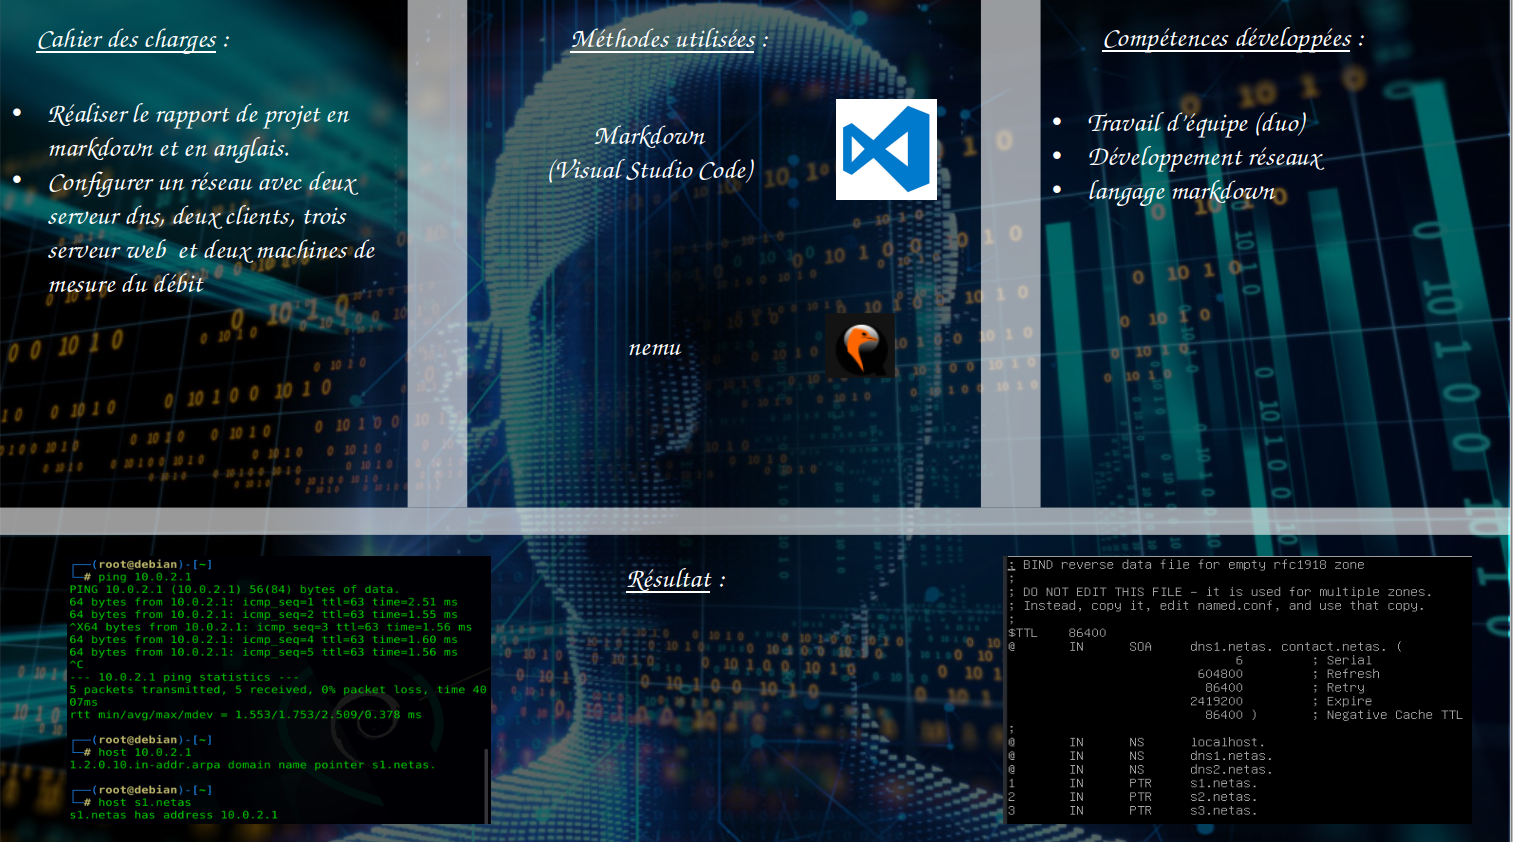 Cahier des charges :
• Réaliser le rapport de projet en
markdown et en anglais.
• Configurer un réseau avec deux
serveur dns, deux clients, trois
serveur web et deux machines de
mesure du débit
Méthodes utilisées :
Markdown
(Visual Studio Code)
nemu
Compétences développées :
• Travail d'équipe (duo)
• Développement réseaux
• langage markdown
Résultat :
┌──(root@debian)-[~]
└─# ping 10.0.2.1
PING 10.0.2.1 (10.0.2.1) 56(84) bytes of data.
64 bytes from 10.0.2.1: icmp_seq=1 ttl=63 time=2.51 ms
64 bytes from 10.0.2.1: icmp_seq=2 ttl=63 time=1.55 ms
^X64 bytes from 10.0.2.1: icmp_seq=3 ttl=63 time=1.56 ms
64 bytes from 10.0.2.1: icmp_seq=4 ttl=63 time=1.60 ms
64 bytes from 10.0.2.1: icmp_seq=5 ttl=63 time=1.56 ms
^C
--- 10.0.2.1 ping statistics ---
5 packets transmitted, 5 received, 0% packet loss, time 40
07ms
rtt min/avg/max/mdev = 1.553/1.753/2.509/0.378 ms
┌──(root@debian)-[~]
└─# host 10.0.2.1
1.2.0.10.in-addr.arpa domain name pointer s1.netas.
┌──(root@debian)-[~]
└─# host s1.netas
s1.netas has address 10.0.2.1
; BIND reverse data file for empty rfc1918 zone
;
; DO NOT EDIT THIS FILE - it is used for multiple zones.
; Instead, copy it, edit named.conf, and use that copy.
;
$TTL 86400
@ IN SOA dns1.netas. contact.netas. (
6 ; Serial
604800 ; Refresh
86400 ; Retry
2419200 ; Expire
86400 ) ; Negative Cache TTL
;
@ IN NS localhost.
@ IN NS dns1.netas.
@ IN NS dns2.netas.
1 IN PTR s1.netas.
2 IN PTR s2.netas.
3 IN PTR s3.netas.